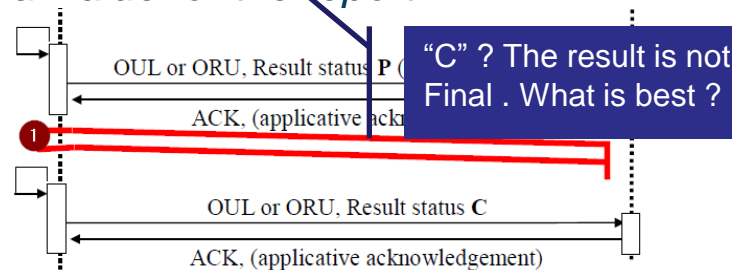 OUL or ORU, Result status P (
“C” ? The result is not
Final . What is best ?
ACK, (applicative ack
1
OUL or ORU, Result status C
ACK, (applicative acknowledgement)